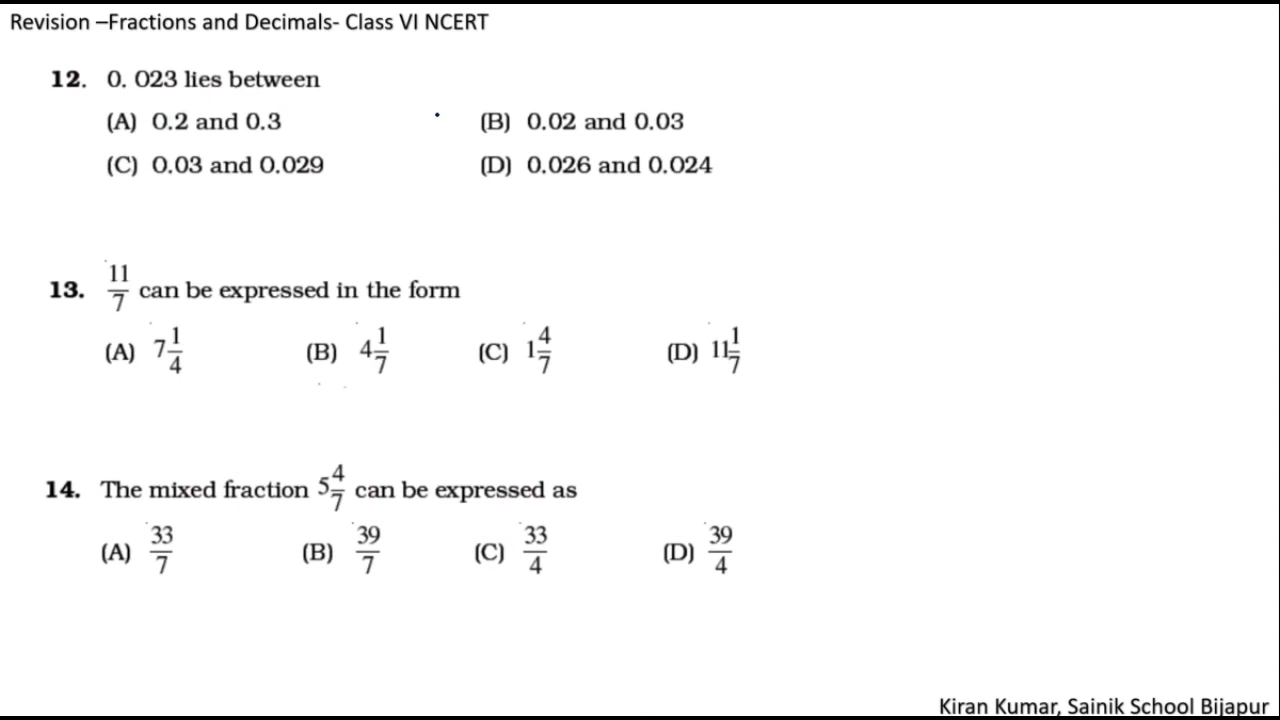 Revision –Fractions and Decimals- Class VI NCERT
12. 0. 023 lies between
(A) 0.2 and 0.3 (B) 0.02 and 0.03
(C) 0.03 and 0.029 (D) 0.026 and 0.024
13. 11/7 can be expressed in the form
(A) 7 1/4 (B) 4 1/7 (C) 1 4/7 (D) 11 1/7
14. The mixed fraction 5 4/7 can be expressed as
(A) 33/7 (B) 39/7 (C) 33/4 (D) 39/4
Kiran Kumar, Sainik School Bijapur